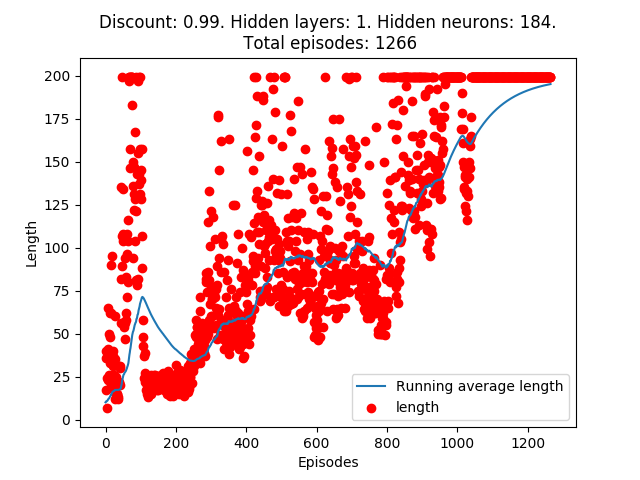 Discount: 0.99. Hidden layers: 1. Hidden neurons: 184.
Total episodes: 1266
200
175
150
125
100
75
50
25
0
Length
0 200 400 600 800 1000 1200
Episodes
Running average length
length